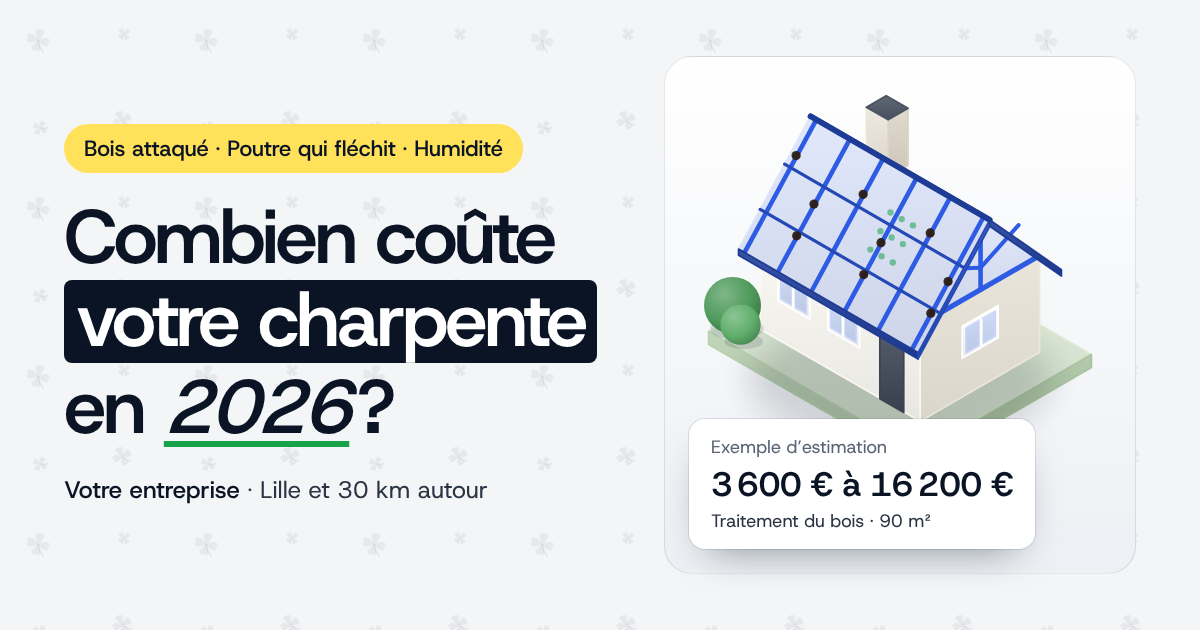 Bois attaqué · Poutre qui fléchit · Humidité
Combien coûte
votre charpente
en 2026?
Votre entreprise · Lille et 30 km autour
Exemple d’estimation
3 600 € à 16 200 €
Traitement du bois · 90 m²